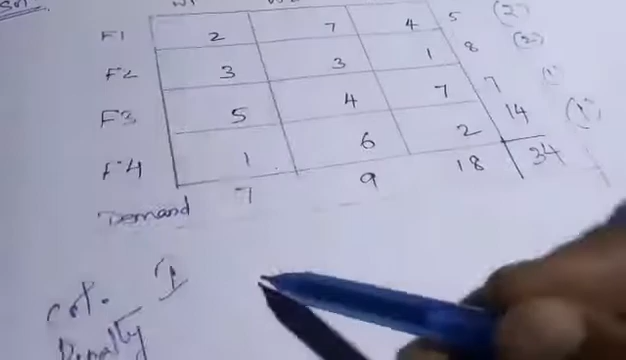 Sol
F1 2 7 4 5 (2)
F2 3 3 1 8 (2)
F3 5 4 7 7 (1)
F4 1 6 2 14 (1)
Demand 7 9 18 34
col. I
Penalty